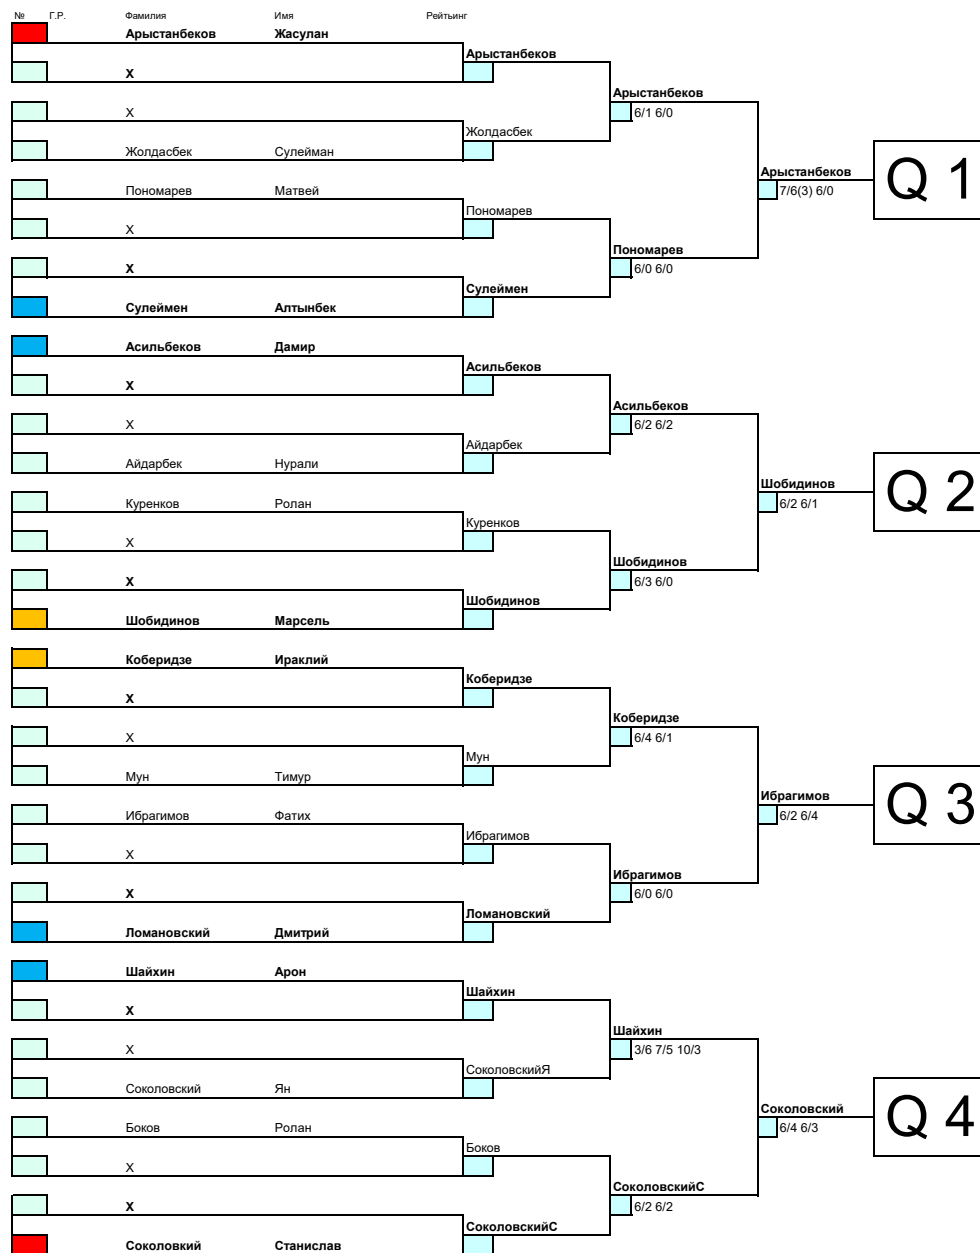 № Г.Р. Фамилия Имя Рейтьинг
Арыстанбеков Жасулан
Арыстанбеков
X
Арыстанбеков
X 6/1 6/0
Жолдасбек
Жолдасбек Сулейман
Арыстанбеков
Q 1
Пономарев Матвей 7/6(3) 6/0
Пономарев
X
Пономарев
X 6/0 6/0
Сулеймен
Сулеймен Алтынбек
Асильбеков Дамир
Асильбеков
X
Асильбеков
X 6/2 6/2
Айдарбек
Айдарбек Нурали
Шобидинов
Q 2
Куренков Ролан 6/2 6/1
Куренков
X
Шобидинов
X 6/3 6/0
Шобидинов
Шобидинов Марсель
Коберидзе Ираклий
Коберидзе
X
Коберидзе
X 6/4 6/1
Мун
Мун Тимур
Ибрагимов
Q 3
Ибрагимов Фатих 6/2 6/4
Ибрагимов
X
Ибрагимов
X 6/0 6/0
Ломановский
Ломановский Дмитрий
Шайхин Арон
Шайхин
X
Шайхин
X 3/6 7/5 10/3
СоколовскийЯ
Соколовский Ян
Соколовский
Q 4
Боков Ролан 6/4 6/3
Боков
X
СоколовскийС
X 6/2 6/2
СоколовскийС
Соколовкий Станислав